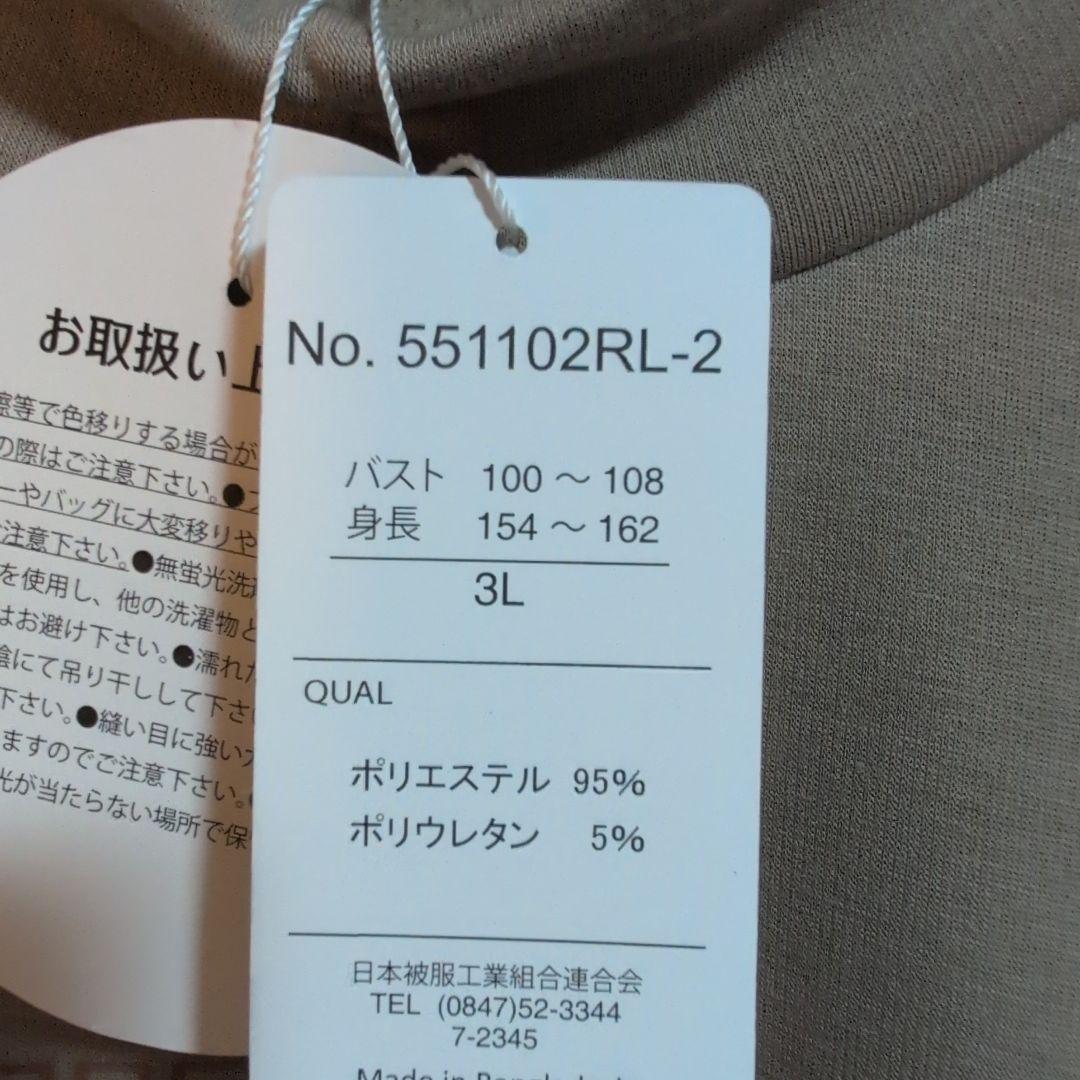 お取扱い上
擦等で色移りする場合が
の際はご注意下さい。●
ーやバッグに大変移りや
注意下さい。●無蛍光洗
を使用し、他の洗濯物と
はお避け下さい。●濡れた
陰にて吊り干しして下さ
下さい。●縫い目に強い
ますのでご注意下さい。
光が当たらない場所で保
No. 551102RL-2
バスト 100 ～ 108
身長 154 ～ 162
3L
QUAL
ポリエステル 95%
ポリウレタン 5%
日本被服工業組合連合会
TEL (0847)52-3344
7-2345
Made in